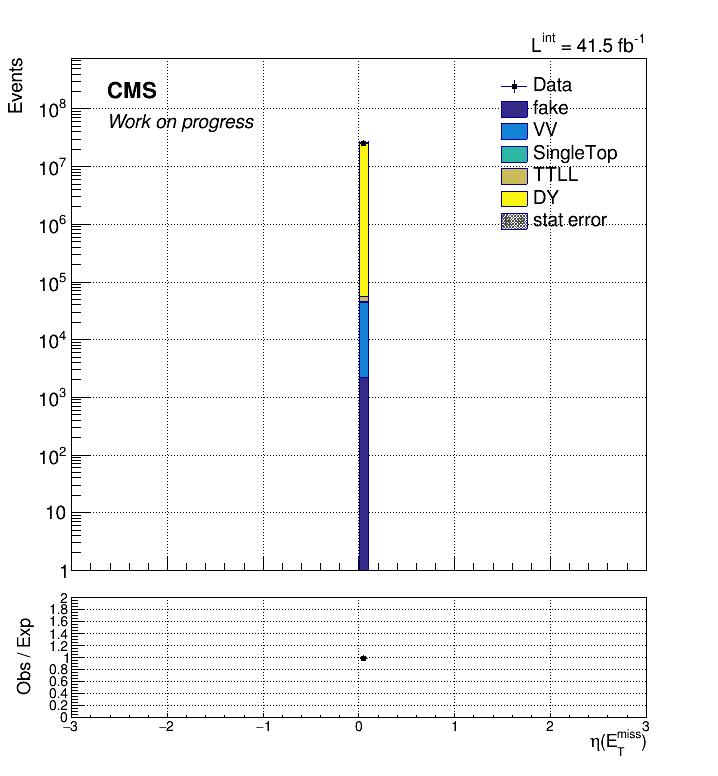 L^int = 41.5 fb^-1
Events
CMS
Work on progress
Data
fake
VV
SingleTop
TTLL
DY
stat error
10^8
10^7
10^6
10^5
10^4
10^3
10^2
10
1
Obs / Exp
2
1.8
1.6
1.4
1.2
1
0.8
0.6
0.4
0.2
0
−3 −2 −1 0 1 2 3
η(E_T^miss)